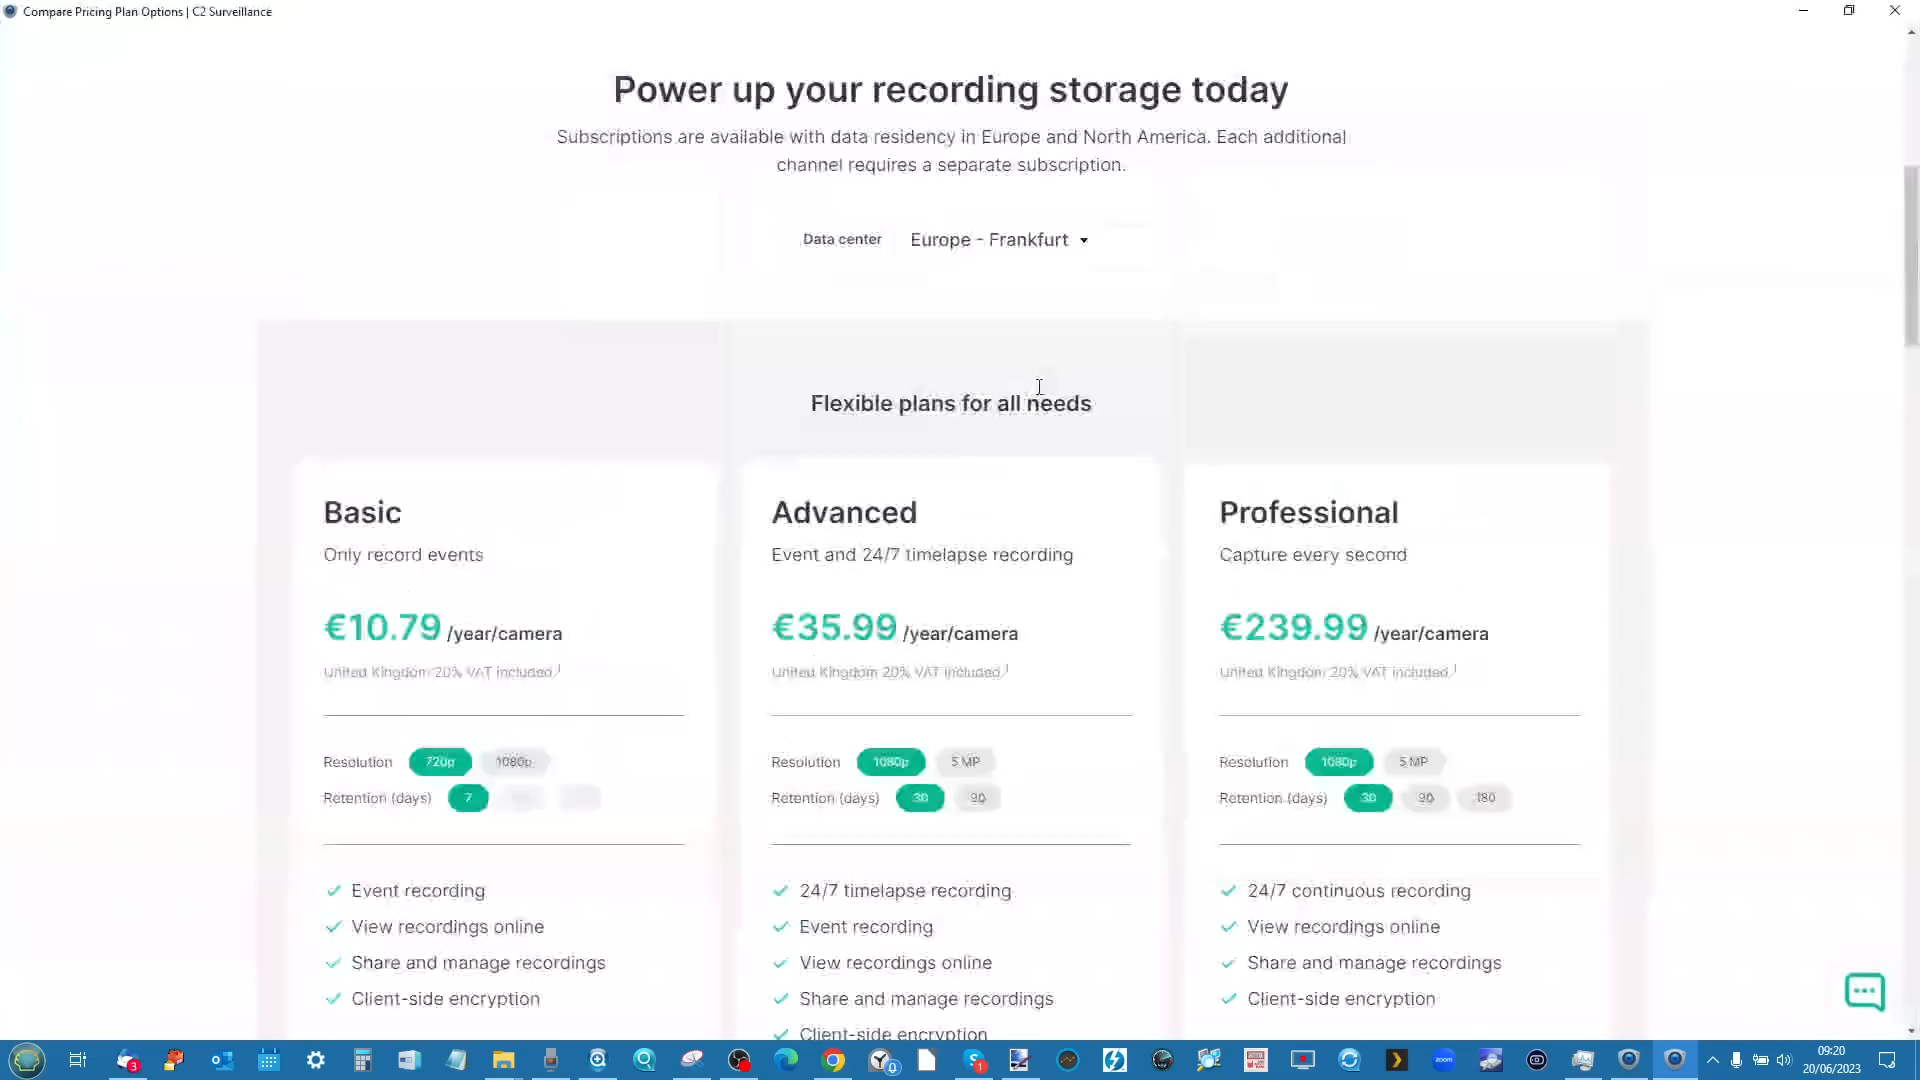 Compare Pricing Plan Options | C2 Surveillance
Power up your recording storage today
Subscriptions are available with data residency in Europe and North America. Each additional
channel requires a separate subscription.
Data center Europe - Frankfurt
Flexible plans for all needs
Basic
Only record events
€10.79 /year/camera
United Kingdom 20% VAT included¹
Resolution 720p 1080p
Retention (days) 7
Event recording
View recordings online
Share and manage recordings
Client-side encryption
Advanced
Event and 24/7 timelapse recording
€35.99 /year/camera
United Kingdom 20% VAT included¹
Resolution 1080p 5 MP
Retention (days) 30 90
24/7 timelapse recording
Event recording
View recordings online
Share and manage recordings
Client-side encryption
Professional
Capture every second
€239.99 /year/camera
United Kingdom 20% VAT included¹
Resolution 1080p 5 MP
Retention (days) 30 90 180
24/7 continuous recording
View recordings online
Share and manage recordings
Client-side encryption
3
0
1
zoom
09:20
20/06/2023